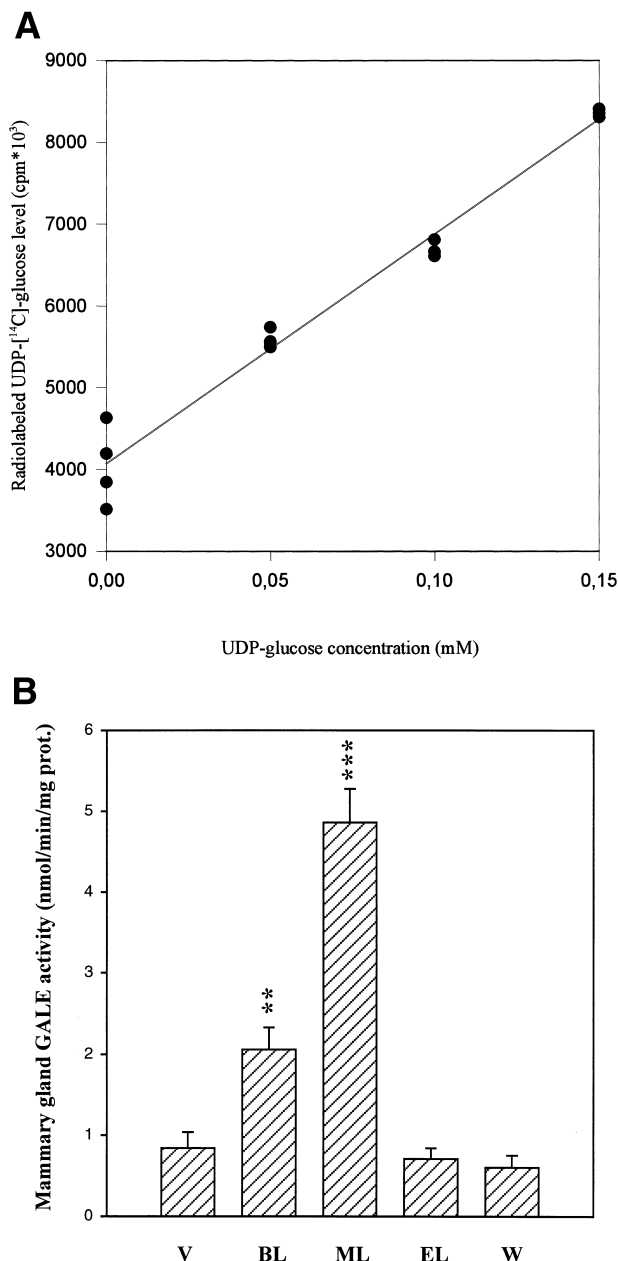 A
Radiolabeled UDP-[¹⁴C]-glucose level (cpm*10³)
9000
8000
7000
6000
5000
4000
3000
0,00 0,05 0,10 0,15
UDP-glucose concentration (mM)
B
Mammary gland GALE activity (nmol/min/mg prot.)
6
5
4
3
2
1
0
***
**
V BL ML EL W